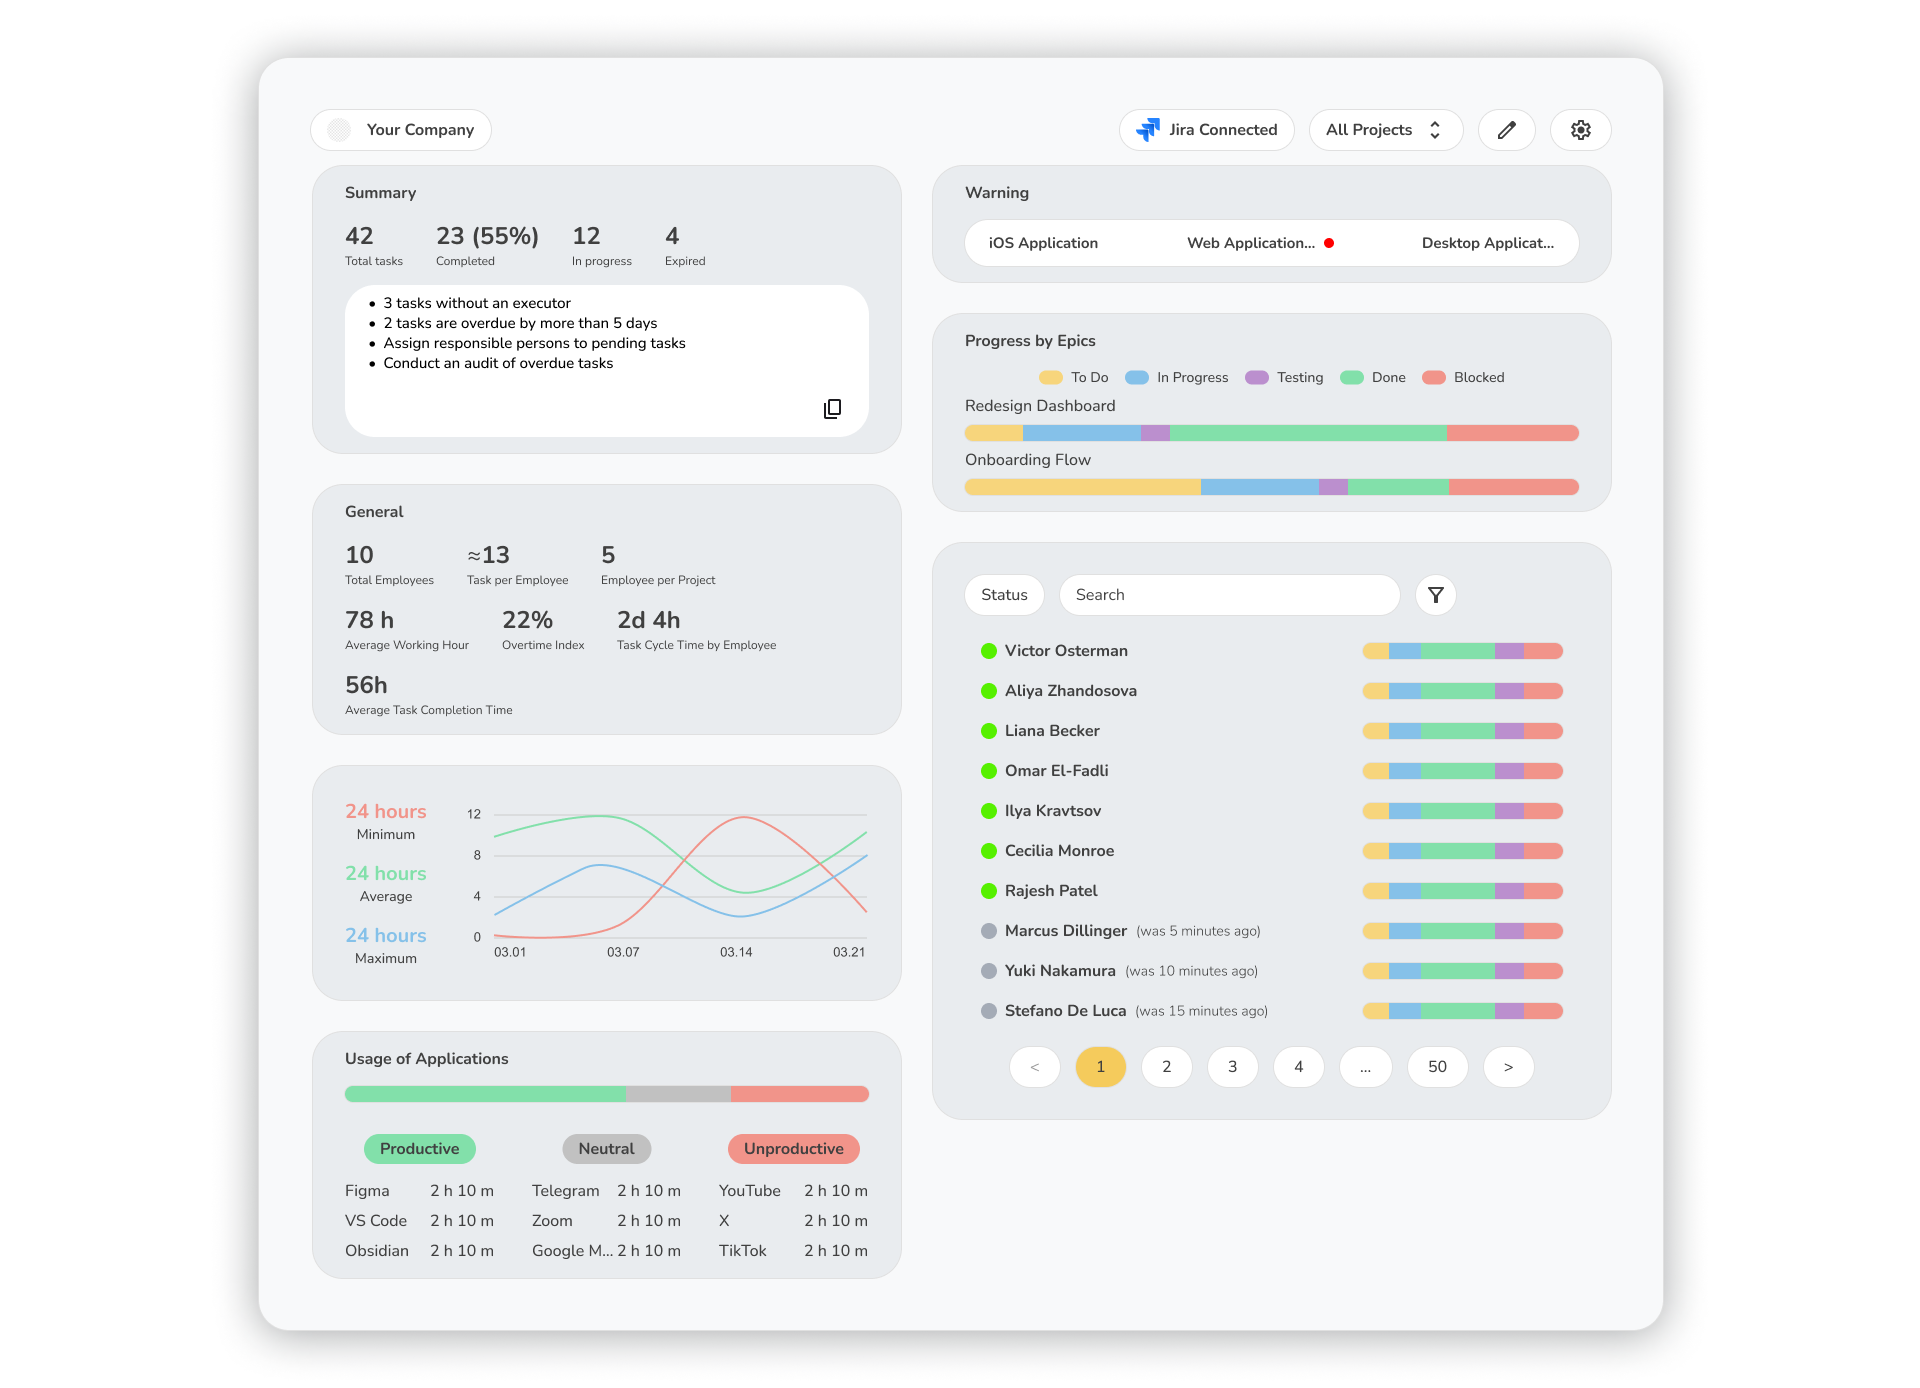 Your Company
Jira Connected
All Projects
Summary
42 23 (55%) 12 4
Total tasks Completed In progress Expired
• 3 tasks without an executor
• 2 tasks are overdue by more than 5 days
• Assign responsible persons to pending tasks
• Conduct an audit of overdue tasks
General
10 ≈13 5
Total Employees Task per Employee Employee per Project
78 h 22% 2d 4h
Average Working Hour Overtime Index Task Cycle Time by Employee
56h
Average Task Completion Time
24 hours
Minimum
24 hours
Average
24 hours
Maximum
12
8
4
0
03.01 03.07 03.14 03.21
Usage of Applications
Productive Neutral Unproductive
Figma 2 h 10 m Telegram 2 h 10 m YouTube 2 h 10 m
VS Code 2 h 10 m Zoom 2 h 10 m X 2 h 10 m
Obsidian 2 h 10 m Google M... 2 h 10 m TikTok 2 h 10 m
Warning
iOS Application Web Application... Desktop Applicat...
Progress by Epics
To Do In Progress Testing Done Blocked
Redesign Dashboard
Onboarding Flow
Status Search
Victor Osterman
Aliya Zhandosova
Liana Becker
Omar El-Fadli
Ilya Kravtsov
Cecilia Monroe
Rajesh Patel
Marcus Dillinger (was 5 minutes ago)
Yuki Nakamura (was 10 minutes ago)
Stefano De Luca (was 15 minutes ago)
< 1 2 3 4 ... 50 >